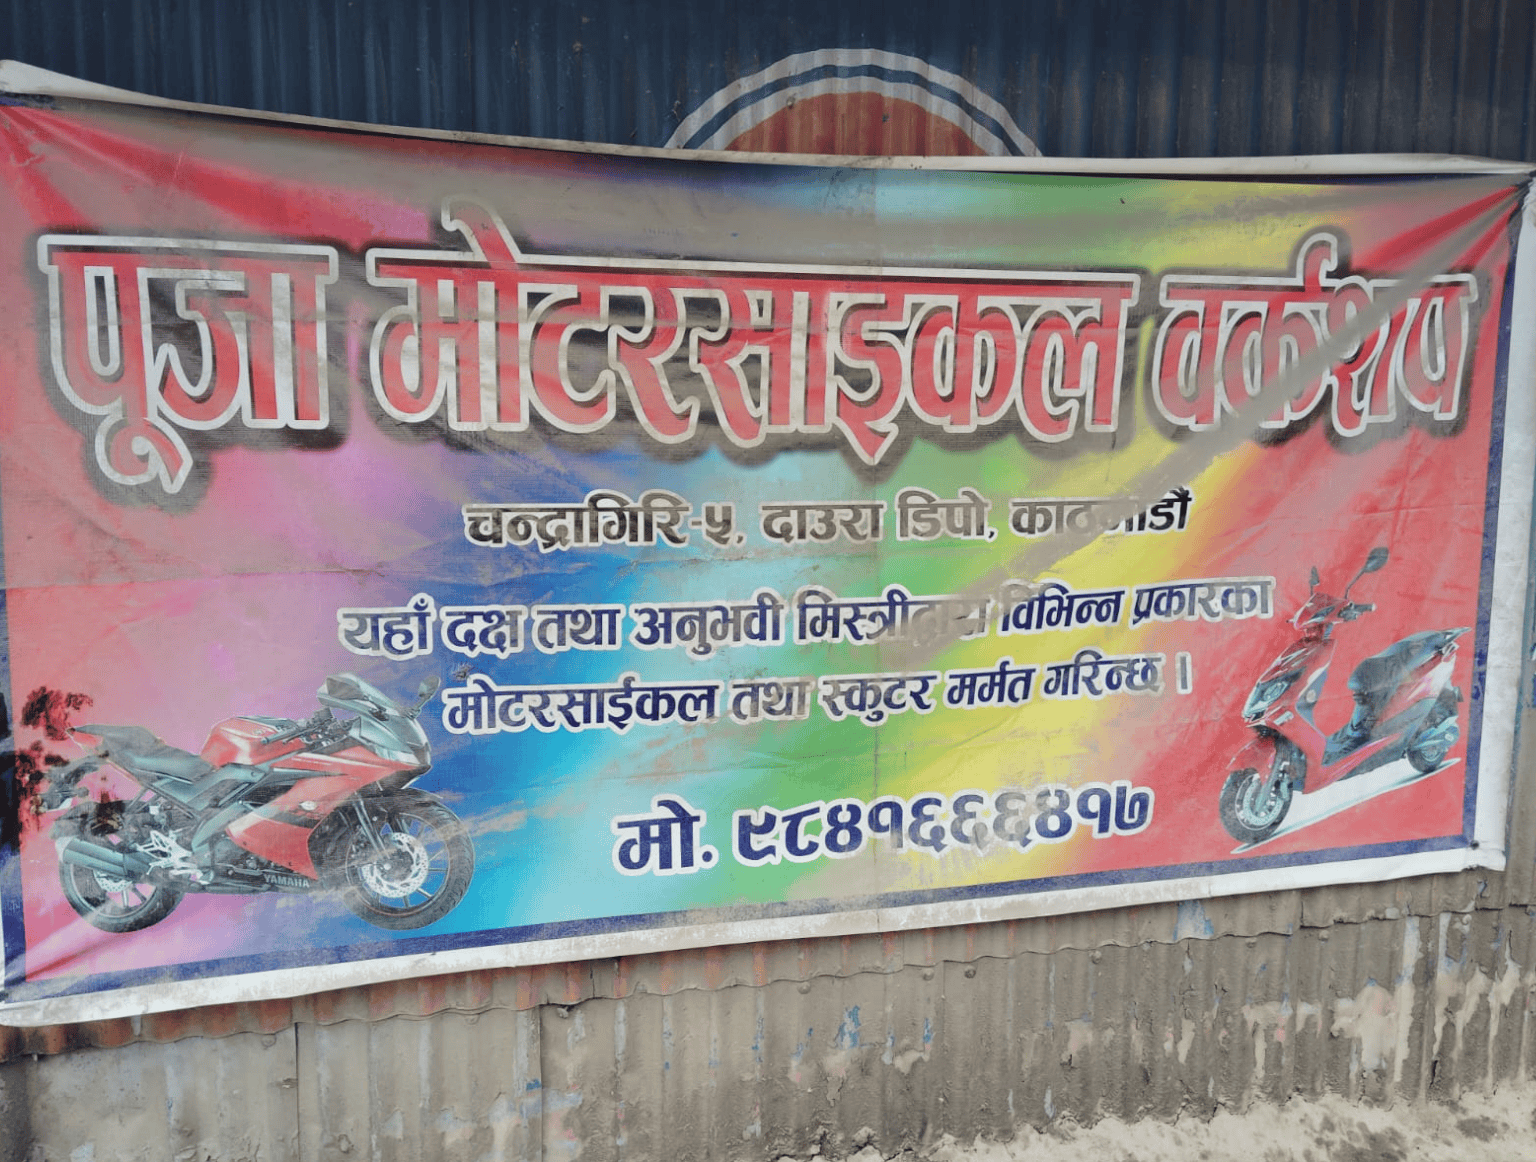 पूजा मोटरसाइकल वर्कशप
चन्द्रागिरि-५, दाउरा डिपो, काठमाडौं
यहाँ दक्ष तथा अनुभवी मिस्त्रीद्वारा विभिन्न प्रकारका
मोटरसाईकल तथा स्कुटर मर्मत गरिन्छ ।
मो. ९८४१६६६४१७
YAMAHA